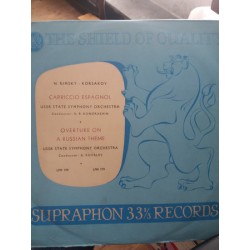 THE SHIELD OF QUALITY
N. RIMSKY - KORSAKOV
CAPRICCIO ESPAGNOL
USSR STATE SYMPHONY ORCHESTRA
OVERTURE ON
A RUSSIAN THEME
USSR STATE SYMPHONY ORCHESTRA
SUPRAPHON 33⅓ RECORDS